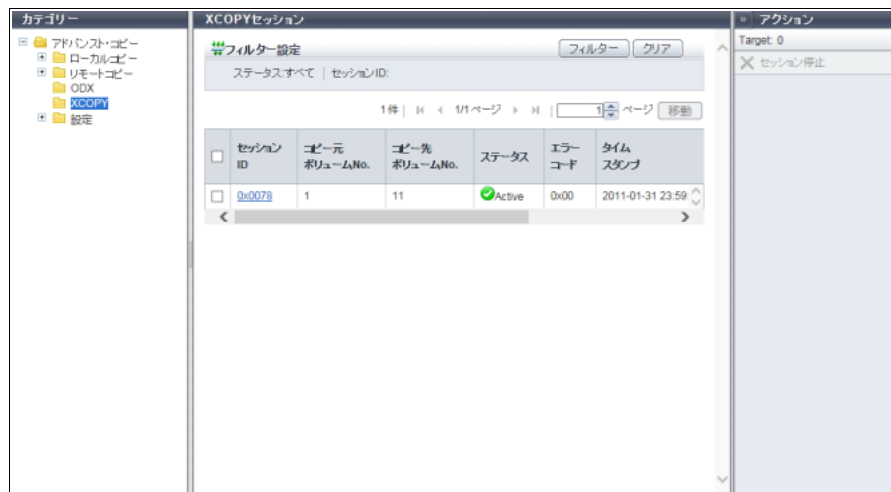 カテゴリー
アドバンスト・コピー
ローカルコピー
リモートコピー
ODX
XCOPY
設定
XCOPYセッション
フィルター設定
フィルター
クリア
ステータス:すべて | セッションID:
1件 | 1/1ページ | 1 ページ 移動
セッション
ID
コピー元
ボリュームNo.
コピー先
ボリュームNo.
ステータス
エラー
コード
タイム
スタンプ
0x0078 1 11 Active 0x00 2011-01-31 23:59:
» アクション
Target: 0
セッション停止